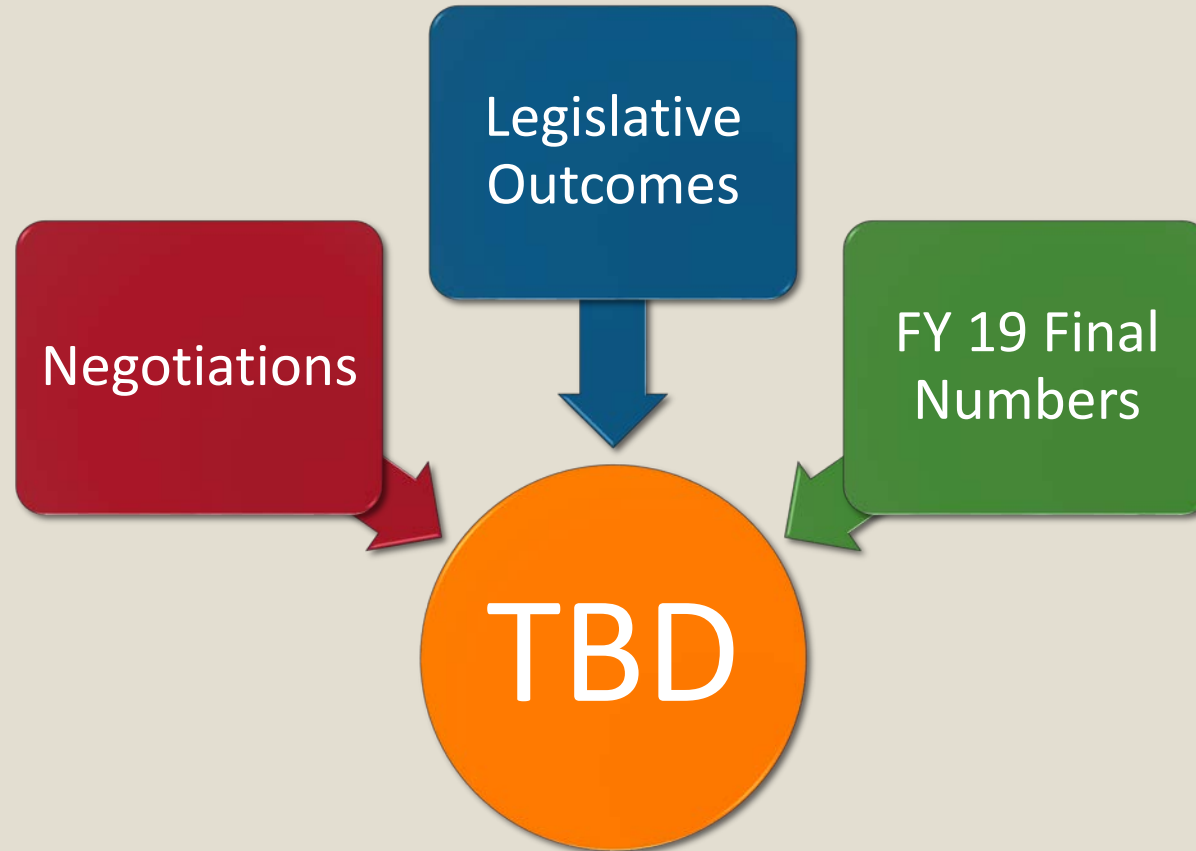 Legislative
Outcomes
Negotiations
FY 19 Final
Numbers
TBD